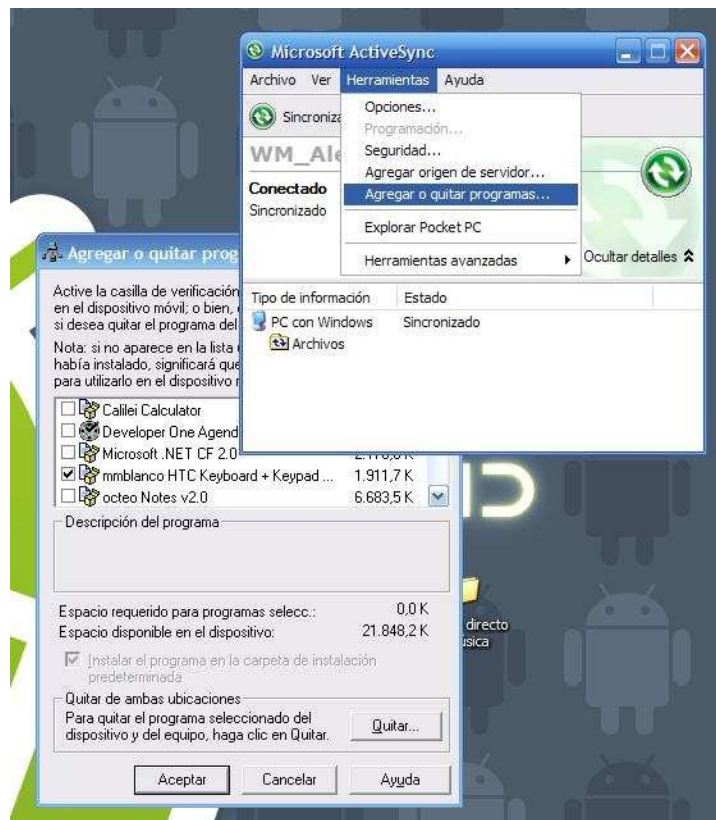 Microsoft ActiveSync
Archivo Ver Herramientas Ayuda
Opciones...
Programación...
Seguridad...
Agregar origen de servidor...
Agregar o quitar programas...
Explorar Pocket PC
Herramientas avanzadas
Sincroniza
WM_Ale
Conectado
Sincronizado
Ocultar detalles
Tipo de información Estado
PC con Windows Sincronizado
Archivos
Agregar o quitar prog
Active la casilla de verificación
en el dispositivo móvil; o bien,
si desea quitar el programa del
Nota: si no aparece en la lista
había instalado, significará que
para utilizarlo en el dispositivo
Calilei Calculator
Developer One Agend
Microsoft .NET CF 2.0
mmblanco HTC Keyboard + Keypad ... 1.911,7 K
octeo Notes v2.0 6.683,5 K
Descripción del programa
Espacio requerido para programas selecc.: 0,0 K
Espacio disponible en el dispositivo: 21.848,2 K
Instalar el programa en la carpeta de instalación
predeterminada
Quitar de ambas ubicaciones
Para quitar el programa seleccionado del
dispositivo y del equipo, haga clic en Quitar.
Quitar...
Aceptar Cancelar Ayuda
directo